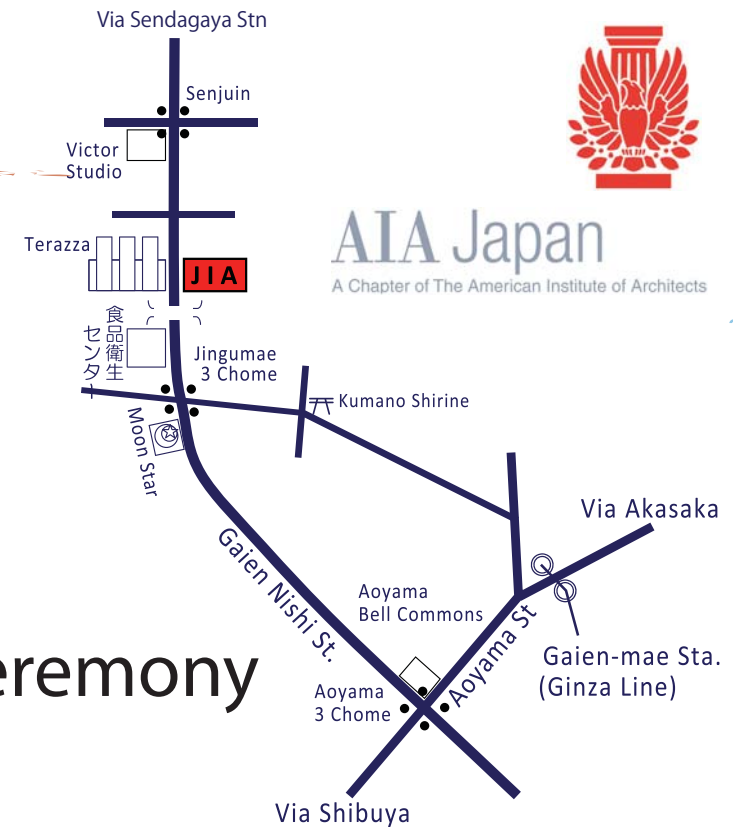 Via Sendagaya Stn
Senjuin
Victor
Studio
AIA Japan
A Chapter of The American Institute of Architects
Terazza
JIA
食品衛生
センター
Jingumae
3 Chome
Kumano Shirine
Moon Star
Via Akasaka
Gaien Nishi St.
Aoyama
Bell Commons
Aoyama St
Gaien-mae Sta.
(Ginza Line)
eremony
Aoyama
3 Chome
Via Shibuya